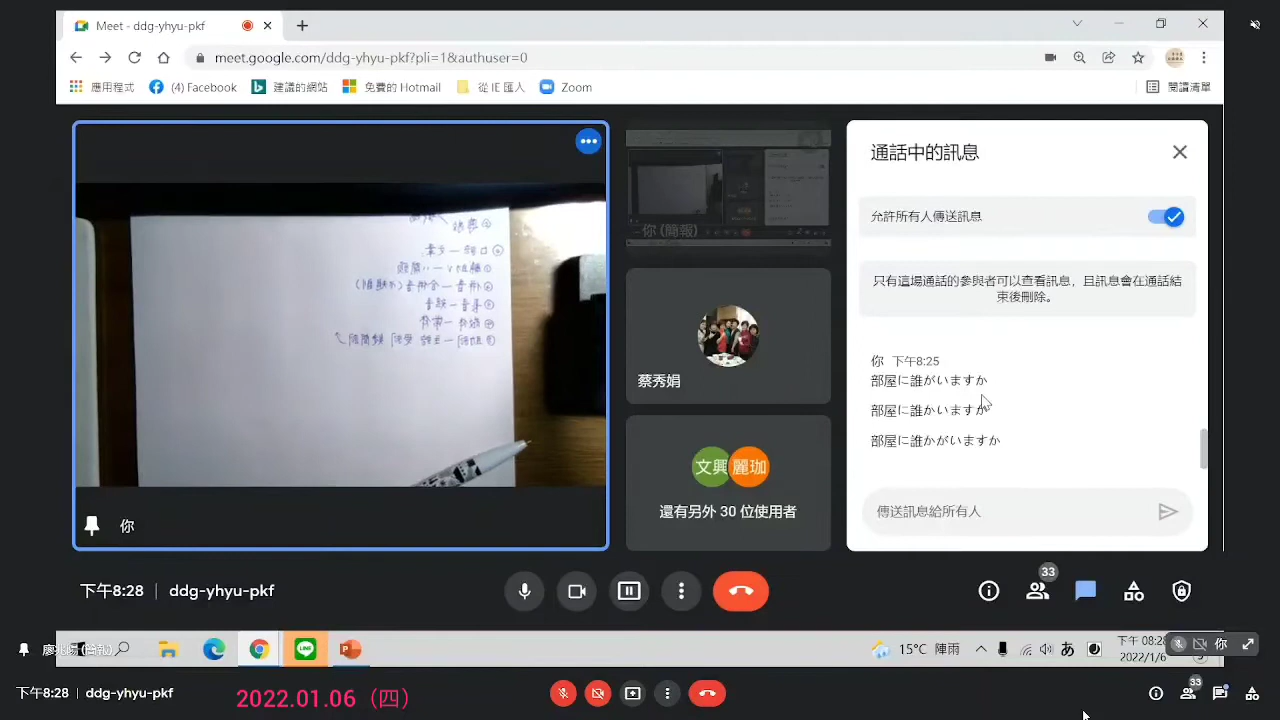 Meet - ddg-yhyu-pkf
meet.google.com/ddg-yhyu-pkf?pli=1&authuser=0
應用程式
(4) Facebook
建議的網站
免費的 Hotmail
從 IE 匯入
Zoom
閱讀清單
你
你 (簡報)
蔡秀娟
文興
麗珈
還有另外 30 位使用者
通話中的訊息
允許所有人傳送訊息
只有這場通話的參與者可以查看訊息，且訊息會在通話結
束後刪除。
你 下午8:25
部屋に誰がいますか
部屋に誰かいますか
部屋に誰かがいますか
傳送訊息給所有人
下午8:28 | ddg-yhyu-pkf
33
15°C 陣雨
あ
下午 08:28
2022/1/6
你
下午8:28 | ddg-yhyu-pkf
2022.01.06（四）
33